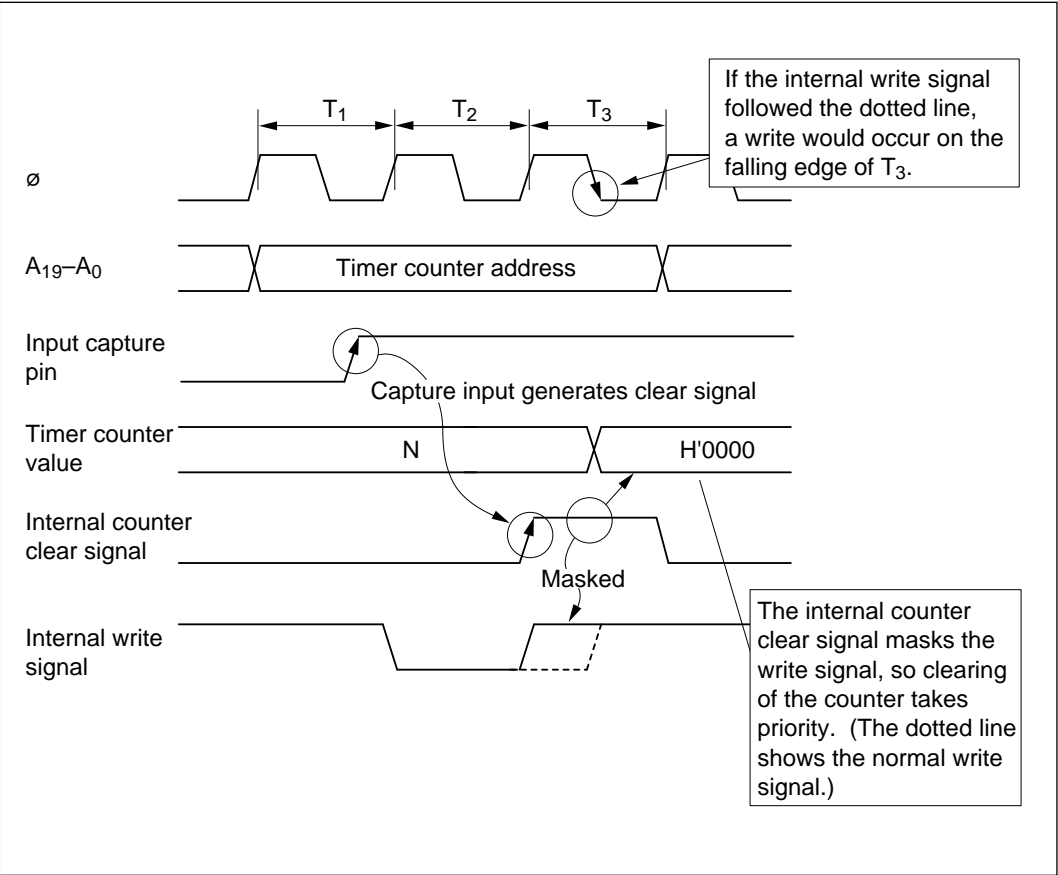 If the internal write signal
followed the dotted line,
a write would occur on the
falling edge of T3.
T1
T2
T3
ø
A19–A0
Timer counter address
Input capture
pin
Capture input generates clear signal
Timer counter
value
N
H'0000
Internal counter
clear signal
Masked
Internal write
signal
The internal counter
clear signal masks the
write signal, so clearing
of the counter takes
priority. (The dotted line
shows the normal write
signal.)